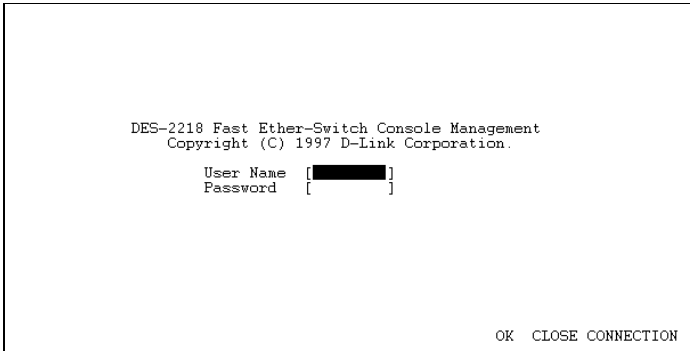 DES-2218 Fast Ether-Switch Console Management
Copyright (C) 1997 D-Link Corporation.
User Name [ ]
Password [ ]
OK CLOSE CONNECTION